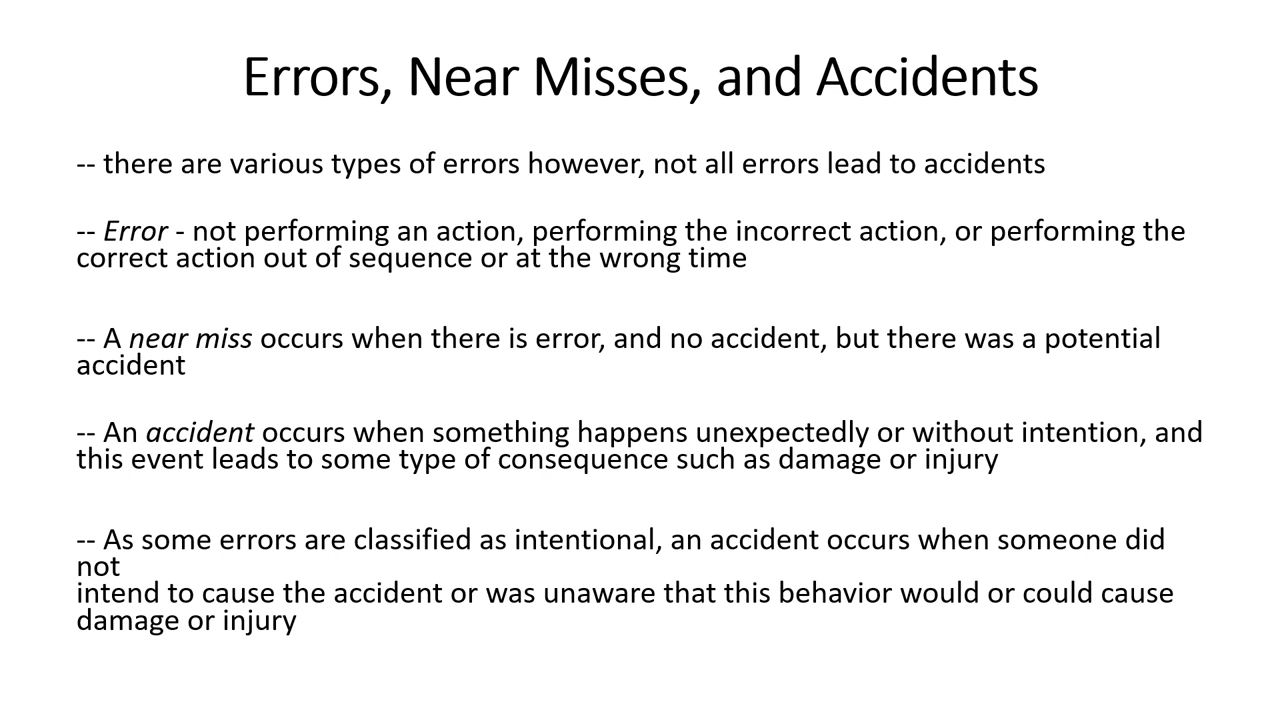 Errors, Near Misses, and Accidents
-- there are various types of errors however, not all errors lead to accidents
-- Error - not performing an action, performing the incorrect action, or performing the
correct action out of sequence or at the wrong time
-- A near miss occurs when there is error, and no accident, but there was a potential
accident
-- An accident occurs when something happens unexpectedly or without intention, and
this event leads to some type of consequence such as damage or injury
-- As some errors are classified as intentional, an accident occurs when someone did
not
intend to cause the accident or was unaware that this behavior would or could cause
damage or injury